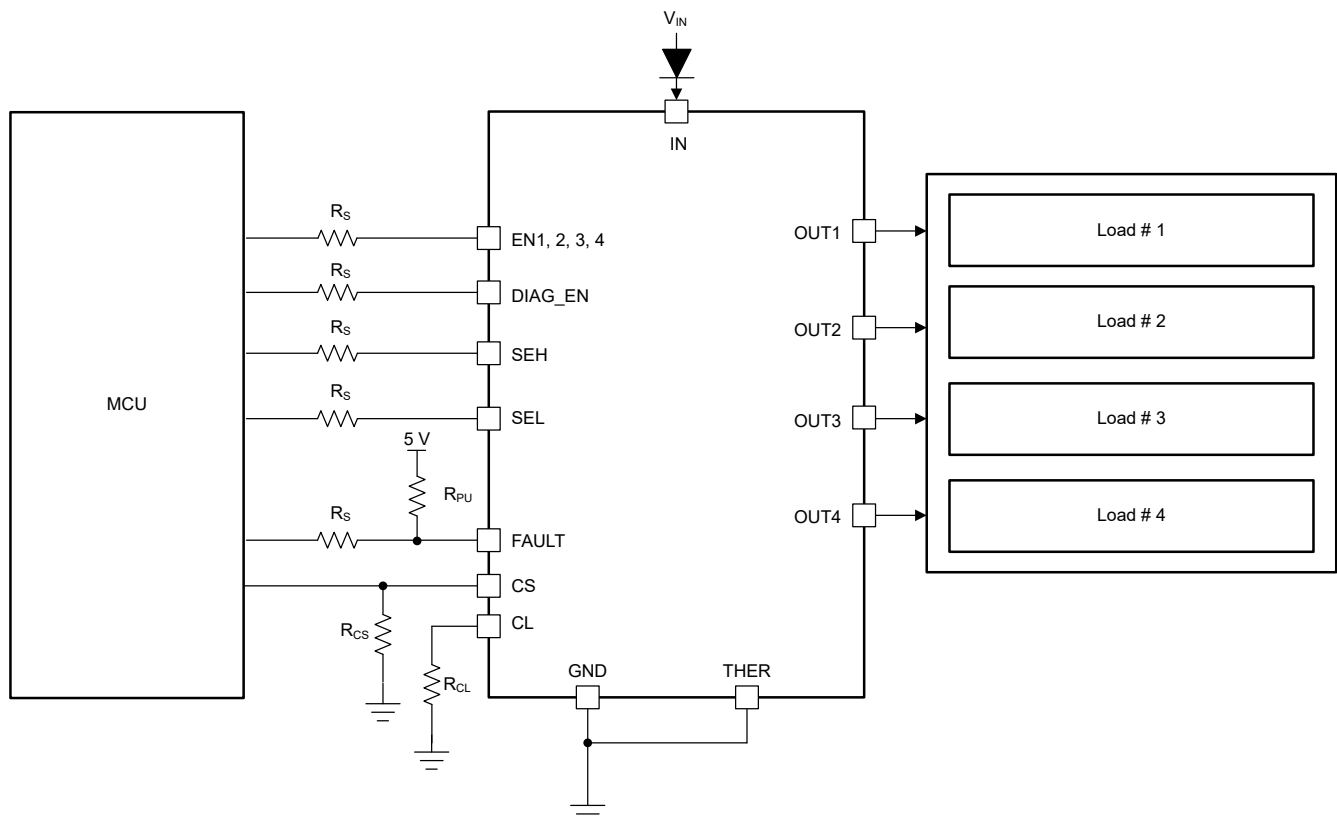 V_IN
IN
R_S
EN1, 2, 3, 4
OUT1
Load # 1
R_S
DIAG_EN
R_S
SEH
OUT2
Load # 2
MCU
R_S
SEL
OUT3
Load # 3
5 V
R_PU
R_S
FAULT
OUT4
Load # 4
CS
R_CS
CL
R_CL
GND
THER